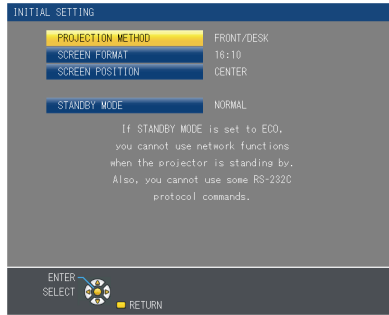 INITIAL SETTING
PROJECTION METHOD FRONT/DESK
SCREEN FORMAT 16:10
SCREEN POSITION CENTER
STANDBY MODE NORMAL
If STANDBY MODE is set to ECO,
you cannot use network functions
when the projector is standing by.
Also, you cannot use some RS-232C
protocol commands.
ENTER
SELECT
RETURN